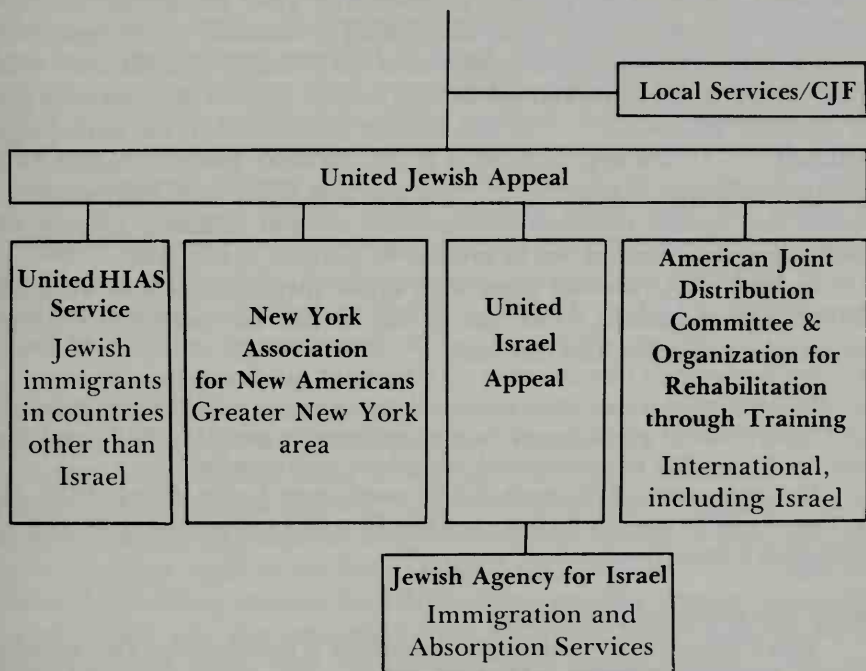 Local Services/CJF
United Jewish Appeal
United HIAS
Service
Jewish
immigrants
in countries
other than
Israel
New York
Association
for New Americans
Greater New York
area
United
Israel
Appeal
American Joint
Distribution
Committee &
Organization for
Rehabilitation
through Training
International,
including Israel
Jewish Agency for Israel
Immigration and
Absorption Services